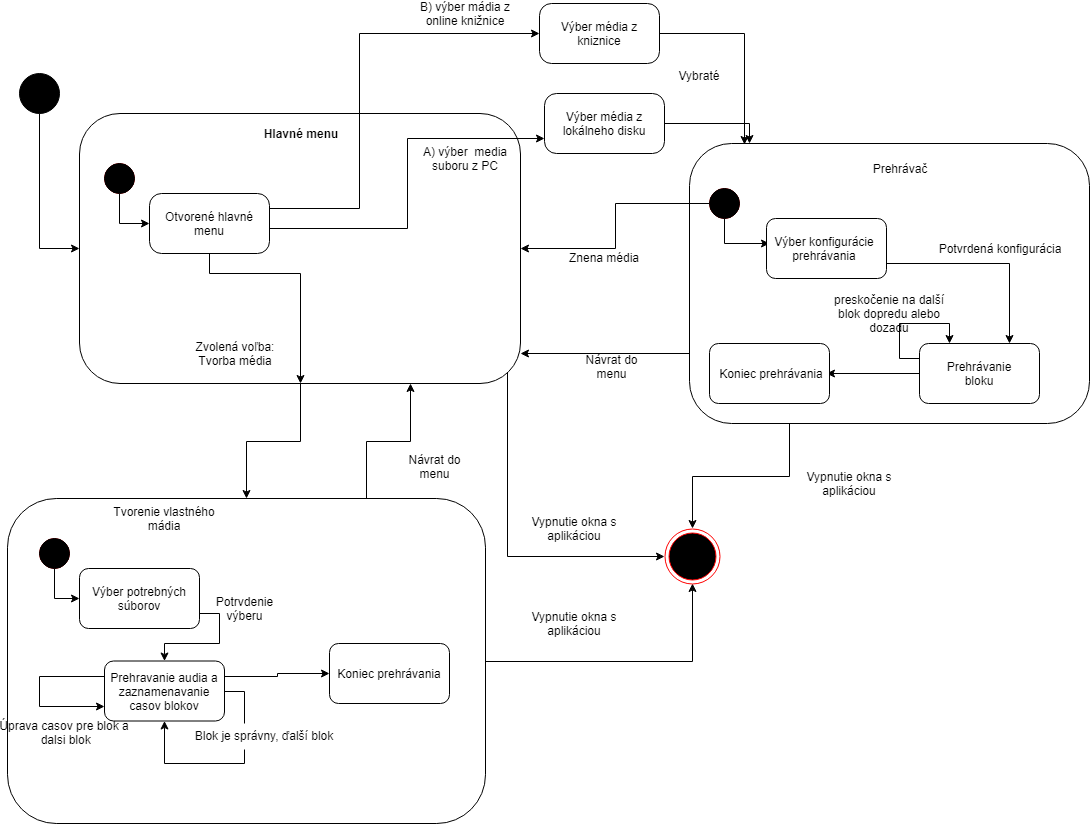 B) výber mádia z
online knižnice
Výber média z
kniznice
Vybraté
Výber média z
lokálneho disku
Hlavné menu
A) výber media
suboru z PC
Otvorené hlavné
menu
Zvolená voľba:
Tvorba média
Prehrávač
Výber konfigurácie
prehrávania
Potvrdená konfigurácia
Znena média
preskočenie na další
blok dopredu alebo
dozadu
Návrat do
menu
Koniec prehrávania
Prehrávanie
bloku
Návrat do
menu
Vypnutie okna s
aplikáciou
Tvorenie vlastného
mádia
Vypnutie okna s
aplikáciou
Výber potrebných
súborov
Potrvdenie
výberu
Vypnutie okna s
aplikáciou
Prehravanie audia a
zaznamenavanie
casov blokov
Koniec prehrávania
Úprava casov pre blok a
dalsi blok
Blok je správny, ďalší blok